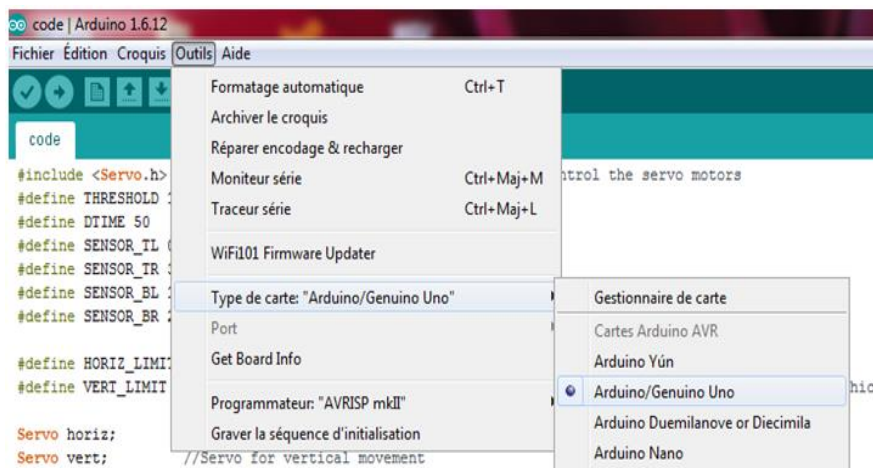 code | Arduino 1.6.12
Fichier Édition Croquis Outils Aide
Formatage automatique Ctrl+T
Archiver le croquis
Réparer encodage & recharger
Moniteur série Ctrl+Maj+M
Traceur série Ctrl+Maj+L
WiFi101 Firmware Updater
Type de carte: "Arduino/Genuino Uno"
Port
Get Board Info
Programmateur: "AVRISP mkII"
Graver la séquence d'initialisation
Gestionnaire de carte
Cartes Arduino AVR
Arduino Yún
Arduino/Genuino Uno
Arduino Duemilanove or Diecimila
Arduino Nano
code
#include <Servo.h> the servo motors
#define THRESHOLD
#define DTIME 50
#define SENSOR_TL
#define SENSOR_TR
#define SENSOR_BL
#define SENSOR_BR
#define
#define VERT_LIMIT
Servo horiz;
Servo vert; //Servo for vertical movement